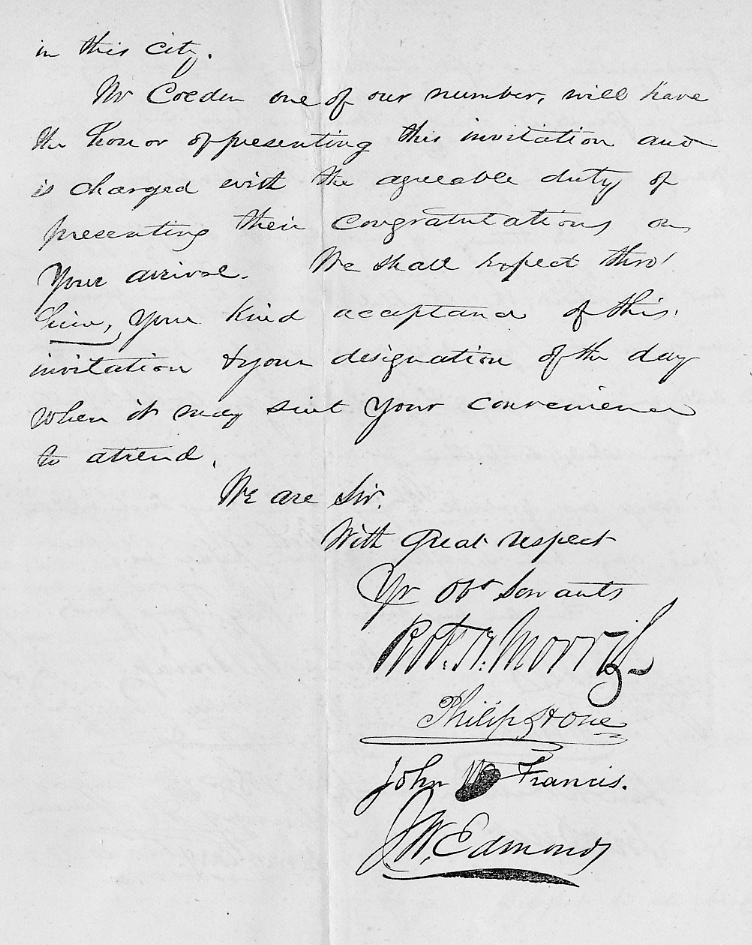 in this city.
Mr Colden one of our number, will have
the honor of presenting this invitation and
is charged with the agreeable duty of
presenting their congratulations on
Your arrival. We shall expect thro'
him, your kind acceptance of this
invitation & your designation of the day
when it may suit Your convenience
to attend.
We are Sir.
With great respect
Yr Obt Servants
Robt. H. Morris
Philip Hone
John W Francis.
J.W. Edmonds